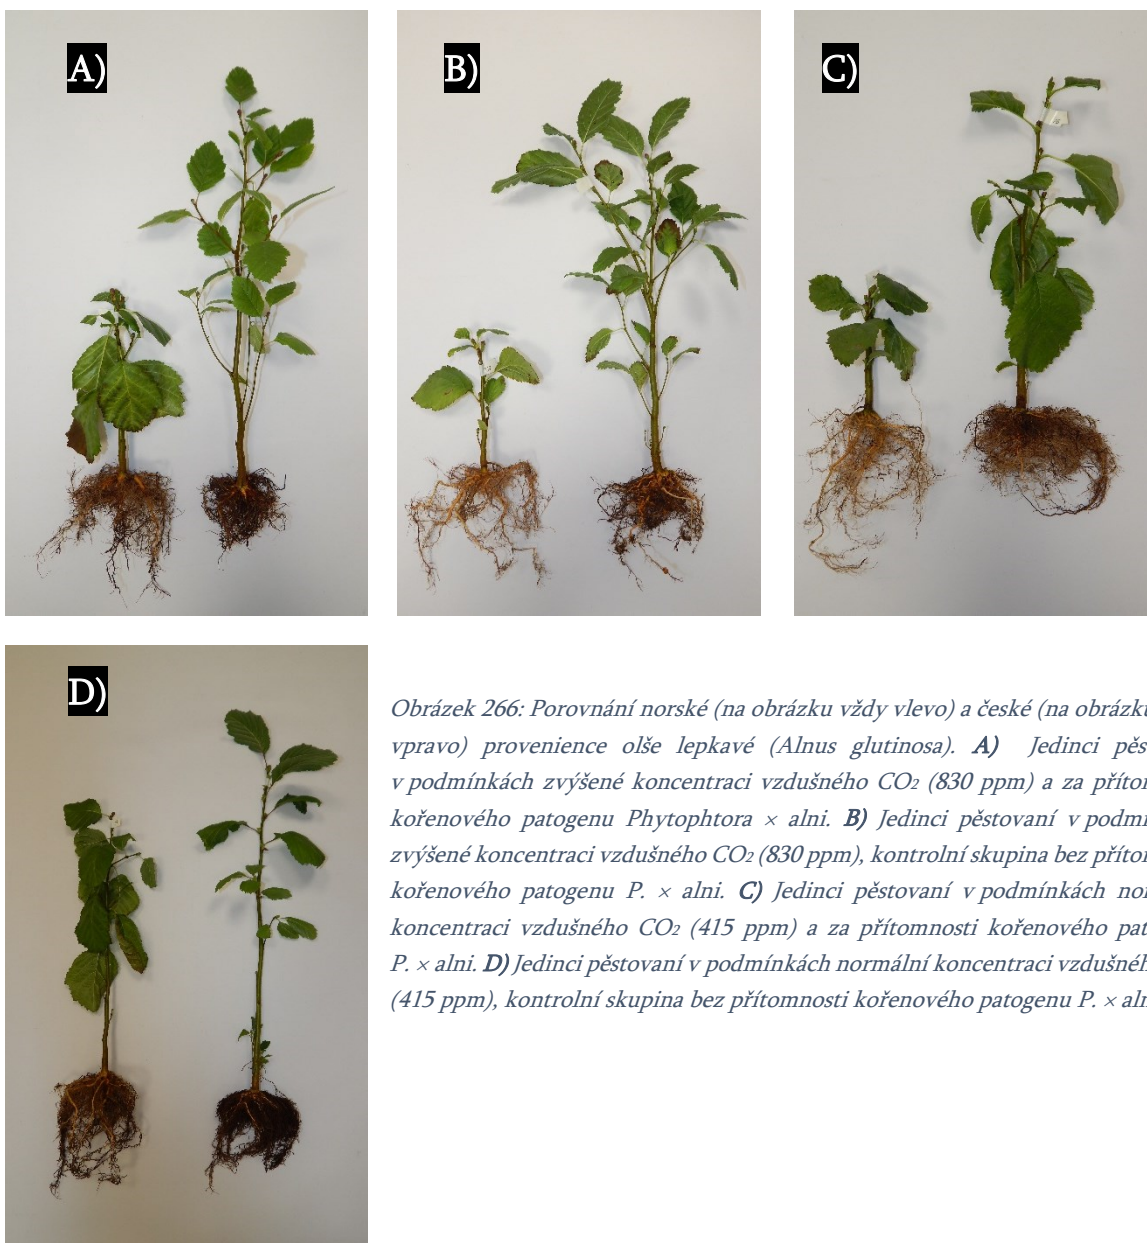 A)
B)
C)
D)
Obrázek 266: Porovnání norské (na obrázku vždy vlevo) a české (na obrázku
vpravo) provenience olše lepkavé (Alnus glutinosa). A) Jedinci pěs
v podmínkách zvýšené koncentraci vzdušného CO₂ (830 ppm) a za příto
kořenového patogenu Phytophtora × alni. B) Jedinci pěstovaní v podm
zvýšené koncentraci vzdušného CO₂ (830 ppm), kontrolní skupina bez příto
kořenového patogenu P. × alni. C) Jedinci pěstovaní v podmínkách no
koncentraci vzdušného CO₂ (415 ppm) a za přítomnosti kořenového pat
P. × alni. D) Jedinci pěstovaní v podmínkách normální koncentraci vzdušnéh
(415 ppm), kontrolní skupina bez přítomnosti kořenového patogenu P. × aln